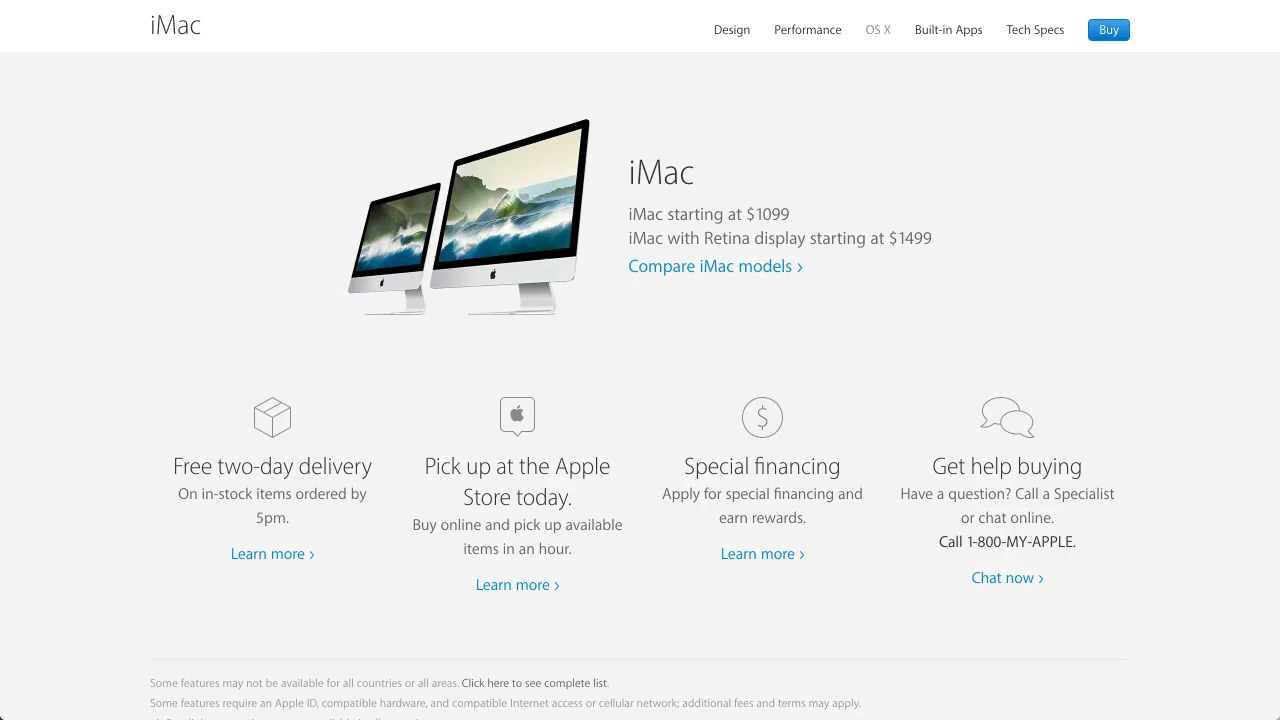 iMac
Design Performance OS X Built-in Apps Tech Specs Buy
iMac
iMac starting at $1099
iMac with Retina display starting at $1499
Compare iMac models ›
Free two-day delivery
On in-stock items ordered by
5pm.
Learn more ›
Pick up at the Apple
Store today.
Buy online and pick up available
items in an hour.
Learn more ›
$
Special financing
Apply for special financing and
earn rewards.
Learn more ›
Get help buying
Have a question? Call a Specialist
or chat online.
Call 1-800-MY-APPLE.
Chat now ›
Some features may not be available for all countries or all areas. Click here to see complete list.
Some features require an Apple ID, compatible hardware, and compatible Internet access or cellular network; additional fees and terms may apply.